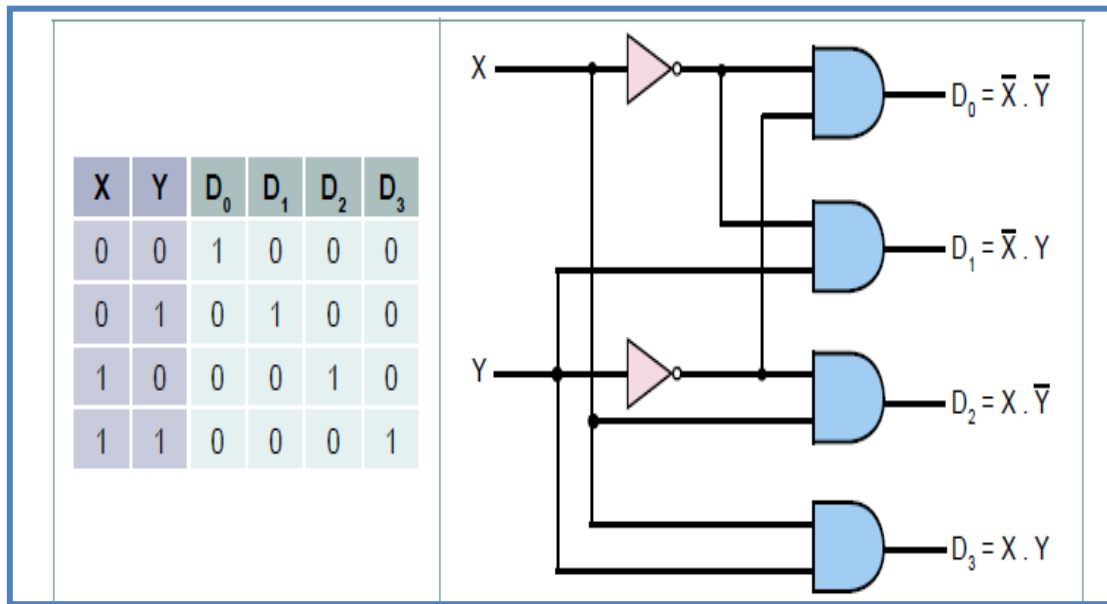 X Y D₀ D₁ D₂ D₃
0 0 1 0 0 0
0 1 0 1 0 0
1 0 0 0 1 0
1 1 0 0 0 1
X
Y
D₀ = X̅ . Y̅
D₁ = X̅ . Y
D₂ = X . Y̅
D₃ = X . Y